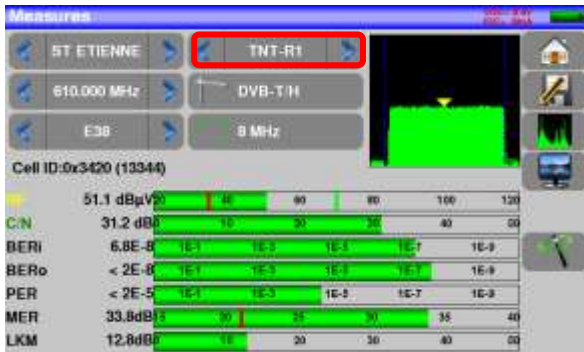 Measures
ST ETIENNE TNT-R1
610.000 MHz DVB-T/H
E38 8 MHz
Cell ID:0x3420 (13344)
51.1 dBµV 20 40 60 80 100 120
C/N 31.2 dB 0 10 20 30 40 50
BERi 6.8E-8 1E-1 1E-3 1E-5 1E-7 1E-9
BERo < 2E-8 1E-1 1E-3 1E-5 1E-7 1E-9
PER < 2E-5 1E-1 1E-3 1E-5 1E-7 1E-9
MER 33.8dB 15 20 25 30 35 40
LKM 12.8dB 0 10 20 30 40 50